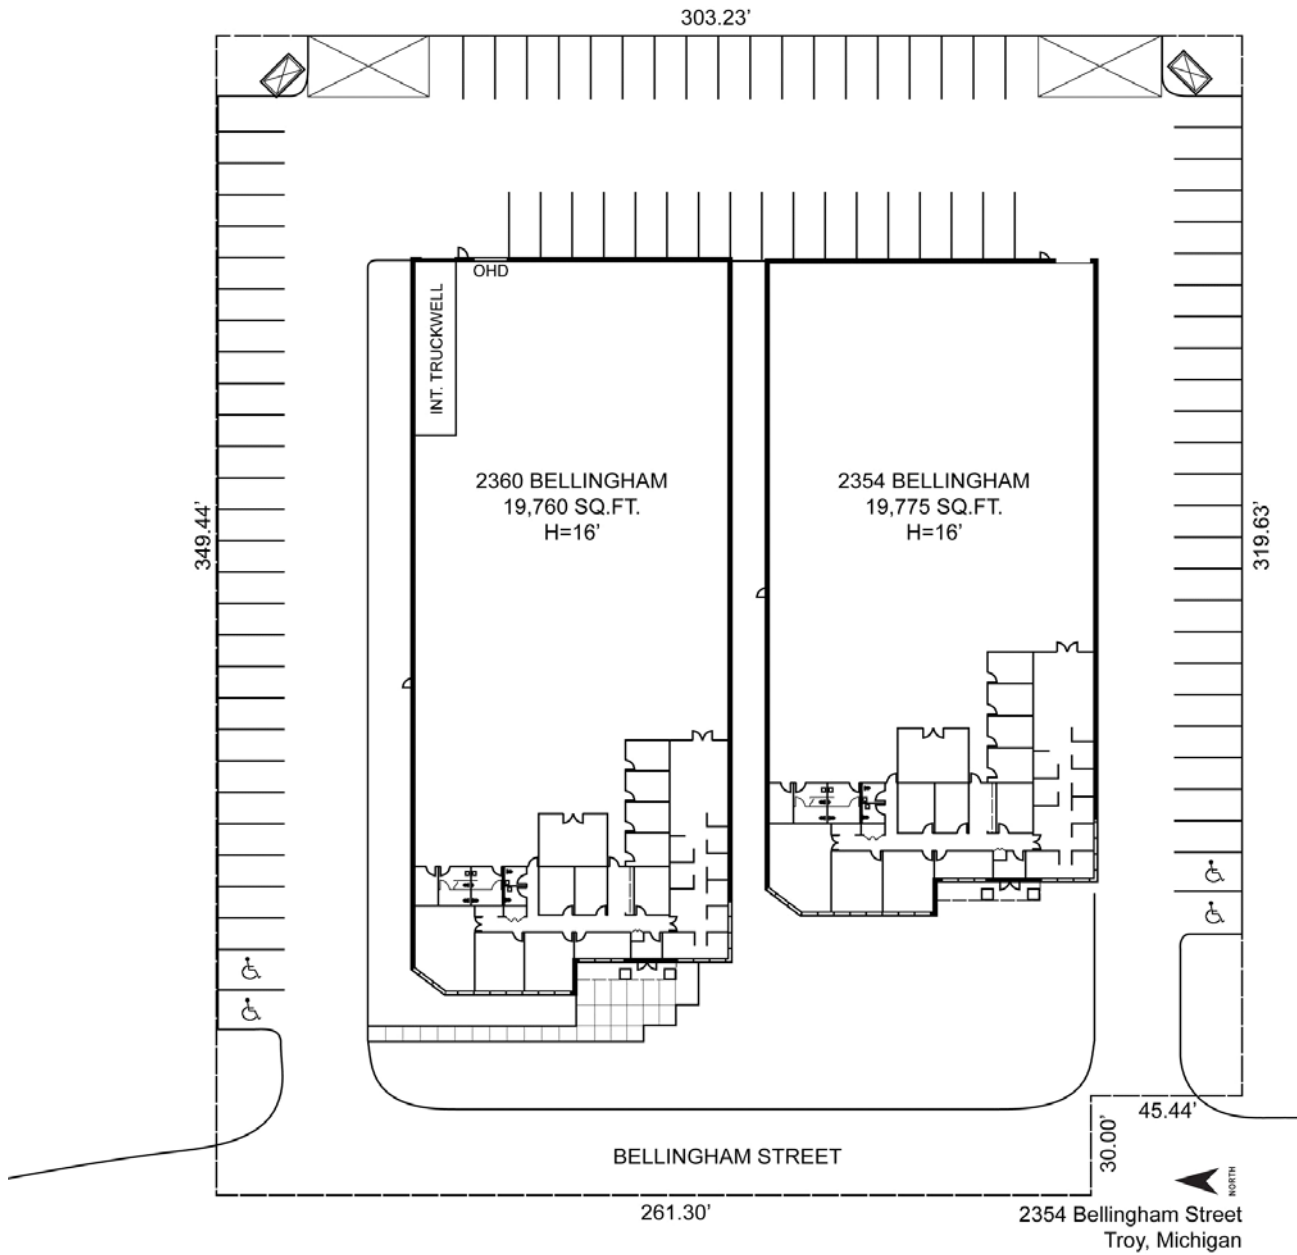 303.23'
OHD
INT. TRUCKWELL
2360 BELLINGHAM
19,760 SQ.FT.
H=16'
2354 BELLINGHAM
19,775 SQ.FT.
H=16'
349.44'
319.63'
45.44'
30.00'
BELLINGHAM STREET
NORTH
261.30'
2354 Bellingham Street
Troy, Michigan